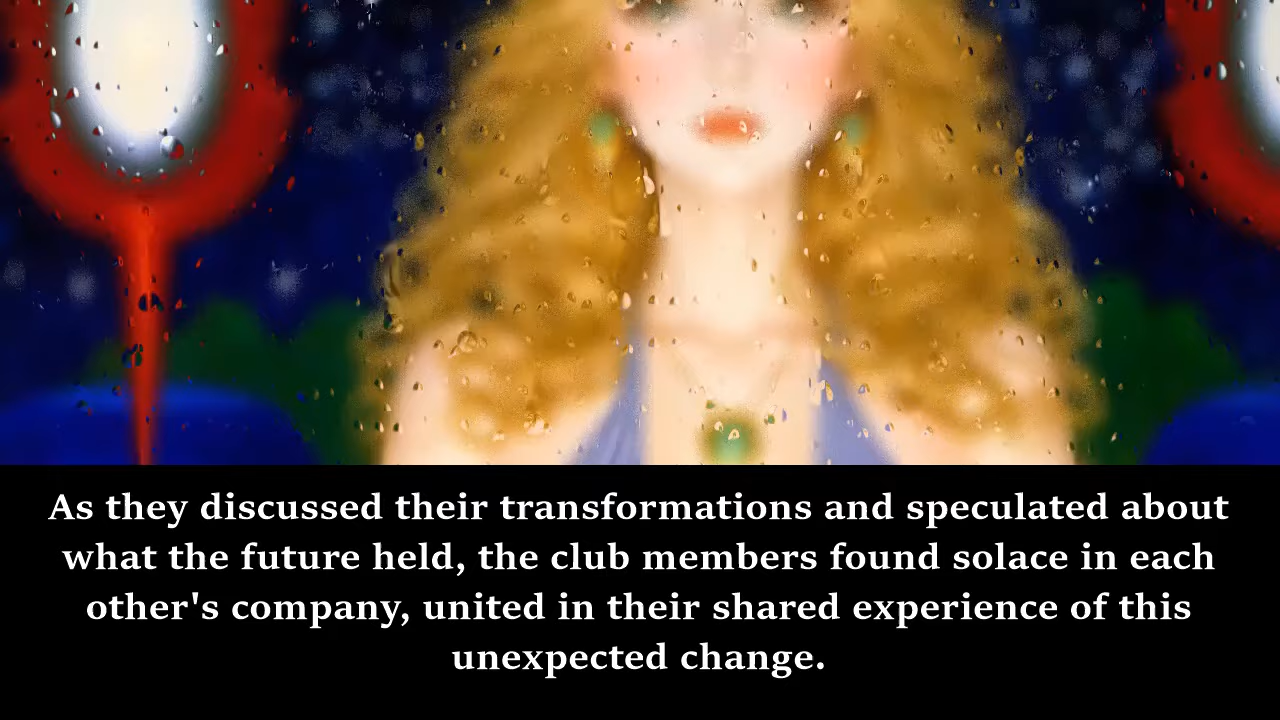 As they discussed their transformations and speculated about
what the future held, the club members found solace in each
other's company, united in their shared experience of this
unexpected change.